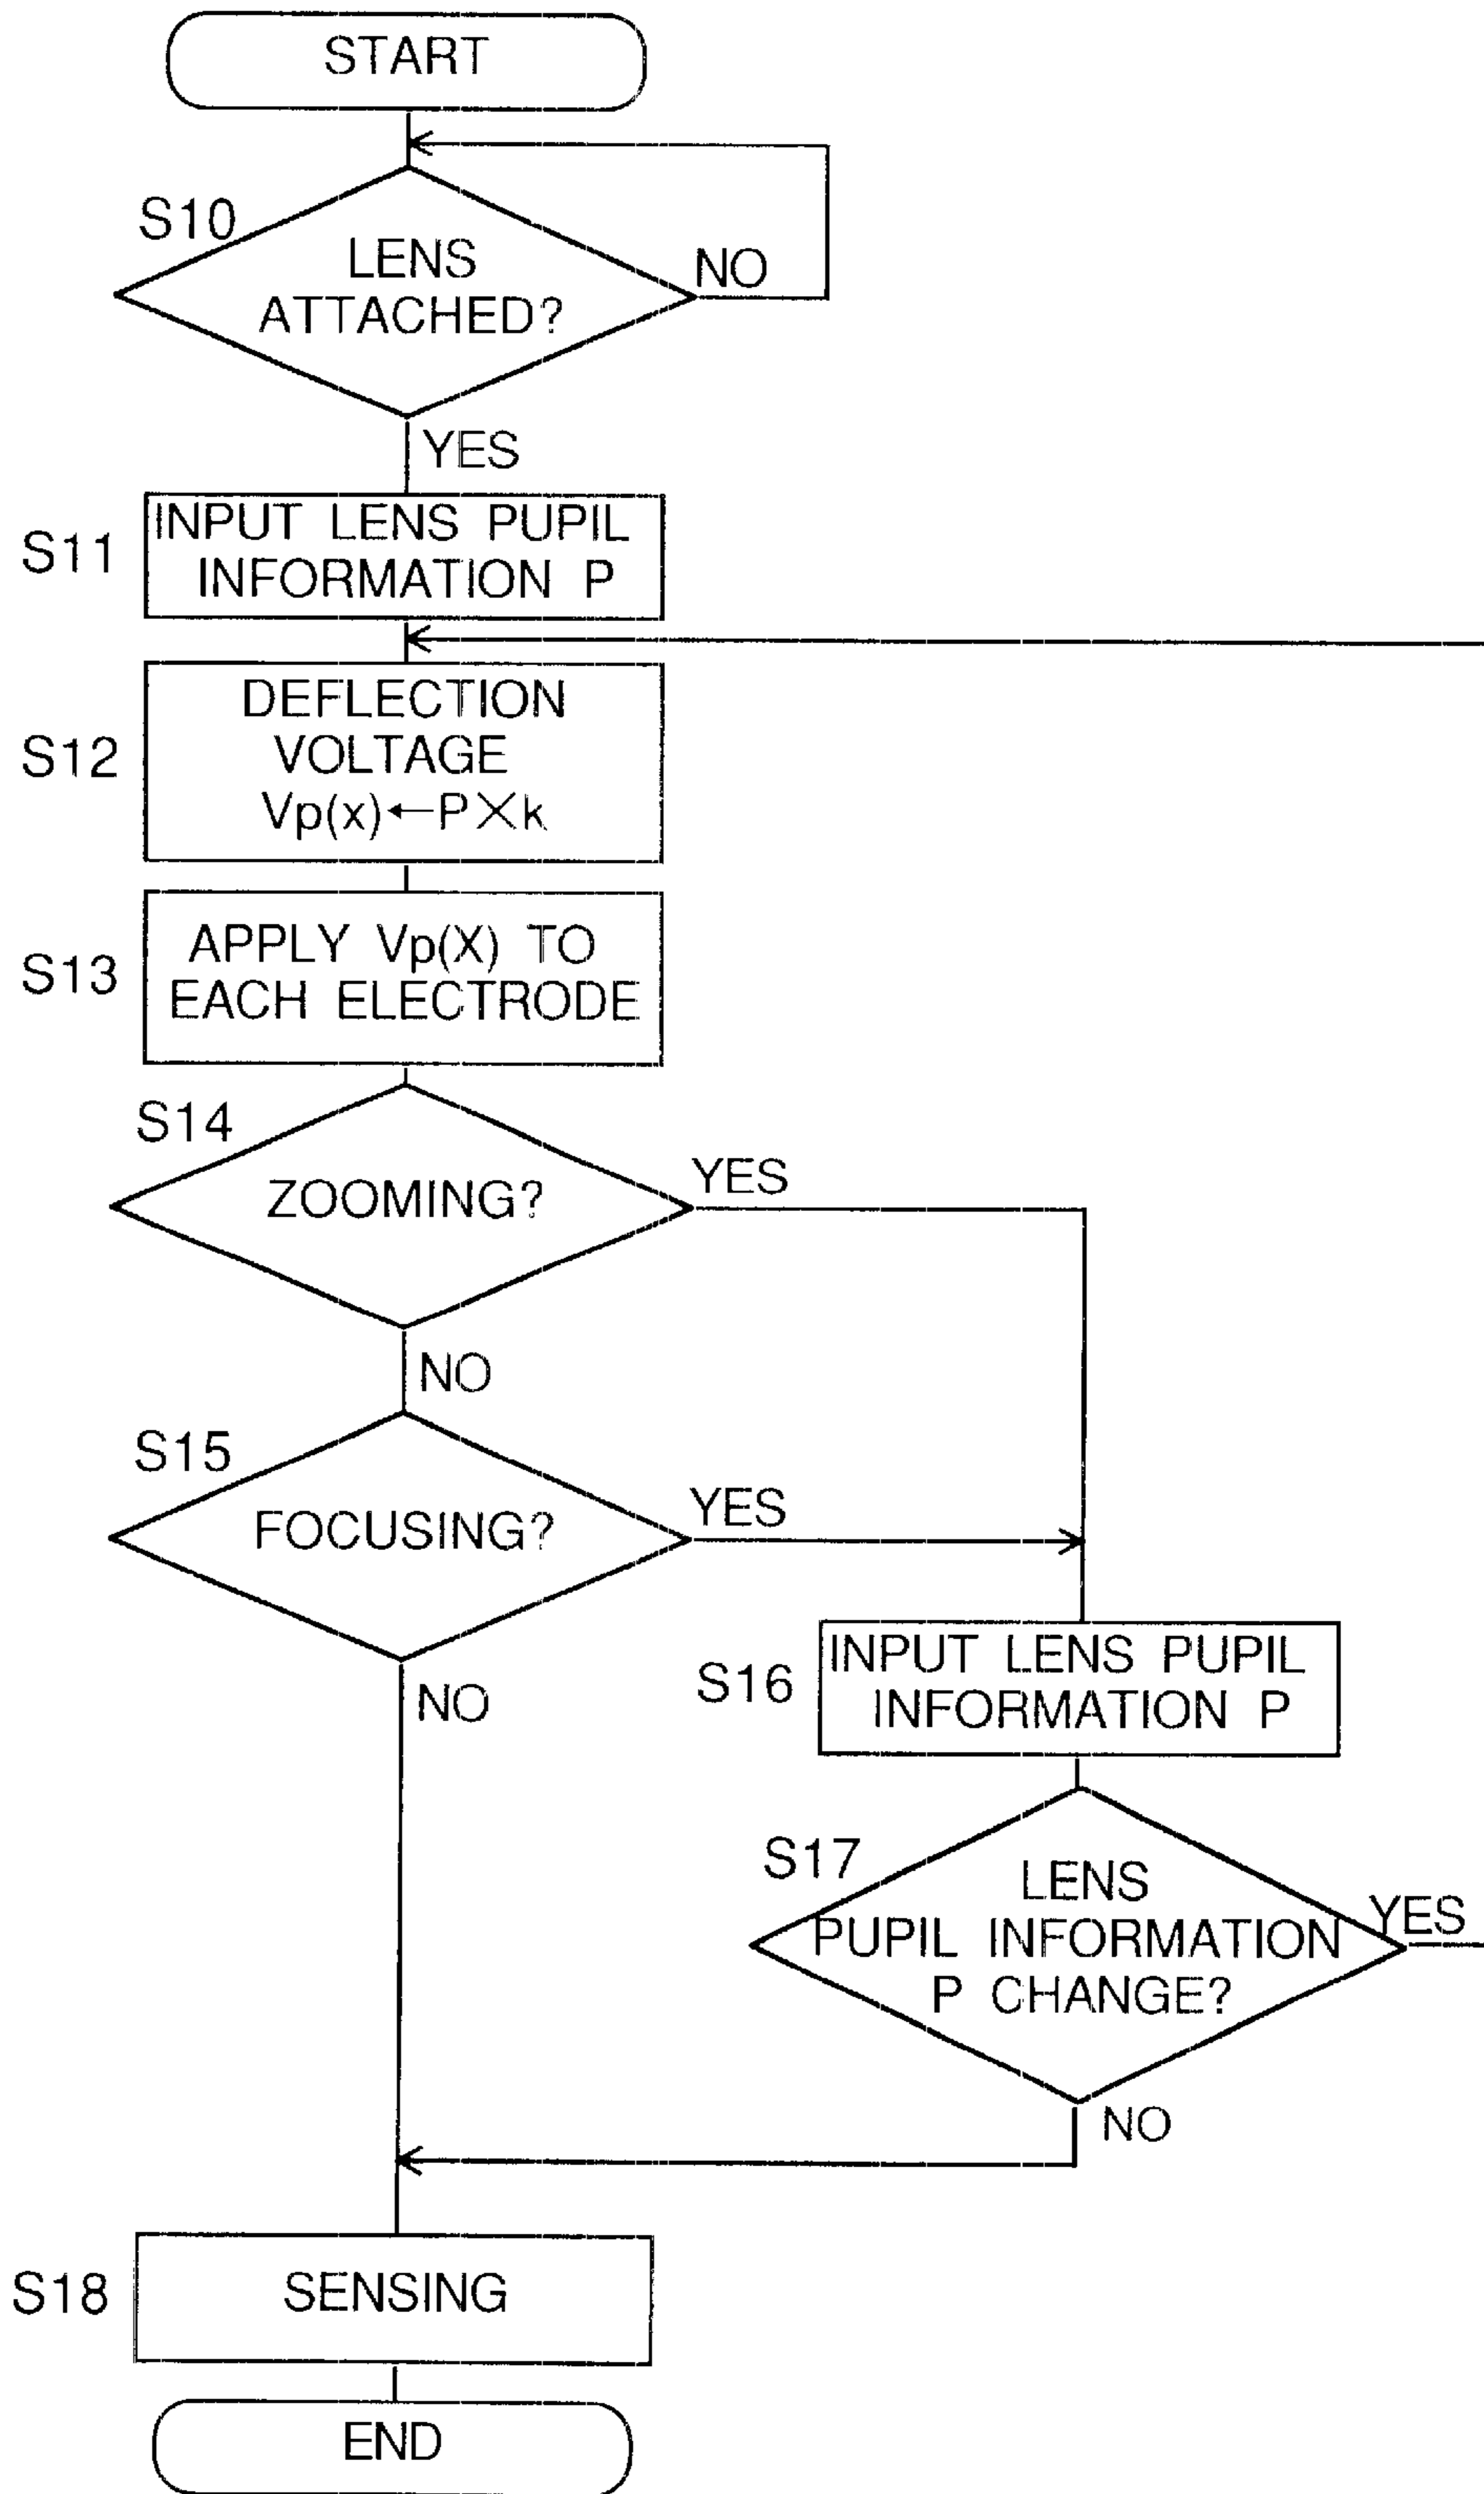 START
S10
LENS
ATTACHED?
NO
YES
S11
INPUT LENS PUPIL
INFORMATION P
S12
DEFLECTION
VOLTAGE
Vp(x)←P×k
S13
APPLY Vp(X) TO
EACH ELECTRODE
S14
ZOOMING?
YES
NO
S15
FOCUSING?
YES
NO
S16
INPUT LENS PUPIL
INFORMATION P
S17
LENS
PUPIL INFORMATION
P CHANGE?
YES
NO
S18
SENSING
END